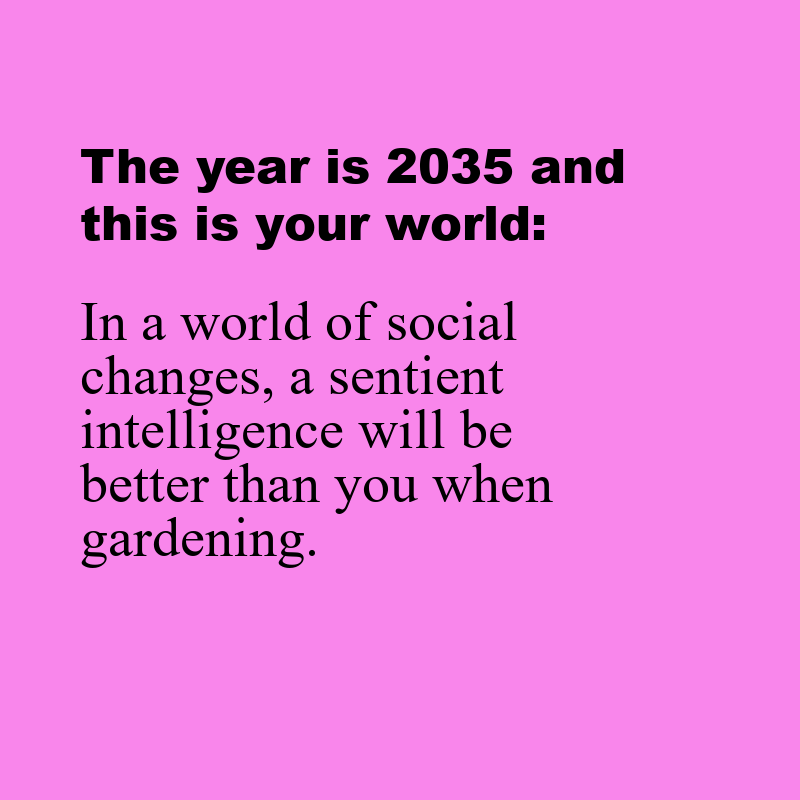 The year is 2035 and
this is your world:
In a world of social
changes, a sentient
intelligence will be
better than you when
gardening.